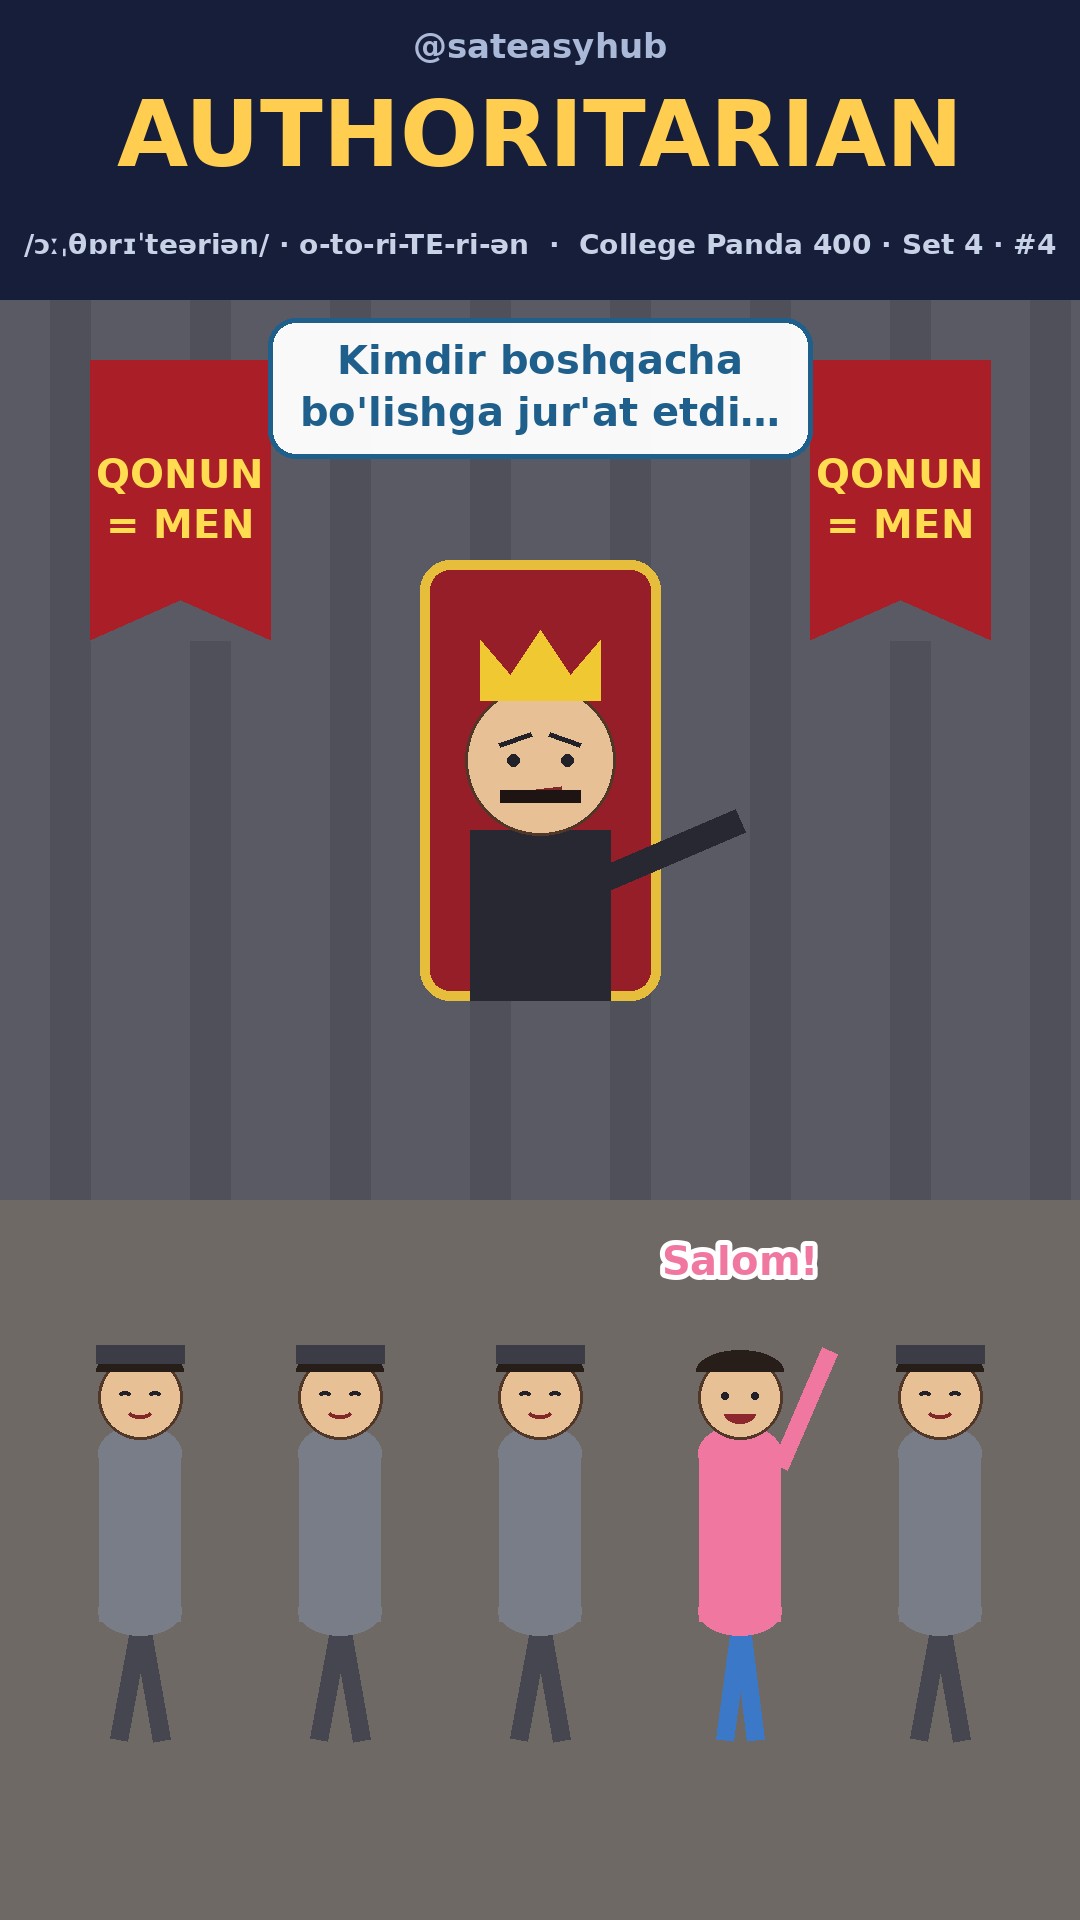 @sateasyhub
AUTHORITARIAN
/ɔːˌθɒrɪˈteəriən/ · o-to-ri-TE-ri-ən · College Panda 400 · Set 4 · #4
Kimdir boshqacha
bo'lishga jur'at etdi…
QONUN
= MEN
QONUN
= MEN
Salom!